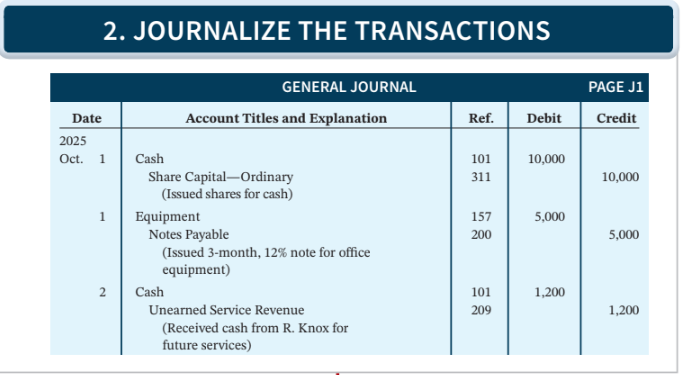 2. JOURNALIZE THE TRANSACTIONS
GENERAL JOURNAL PAGE J1
Date Account Titles and Explanation Ref. Debit Credit
2025
Oct. 1 Cash 101 10,000
Share Capital—Ordinary 311 10,000
(Issued shares for cash)
1 Equipment 157 5,000
Notes Payable 200 5,000
(Issued 3-month, 12% note for office
equipment)
2 Cash 101 1,200
Unearned Service Revenue 209 1,200
(Received cash from R. Knox for
future services)